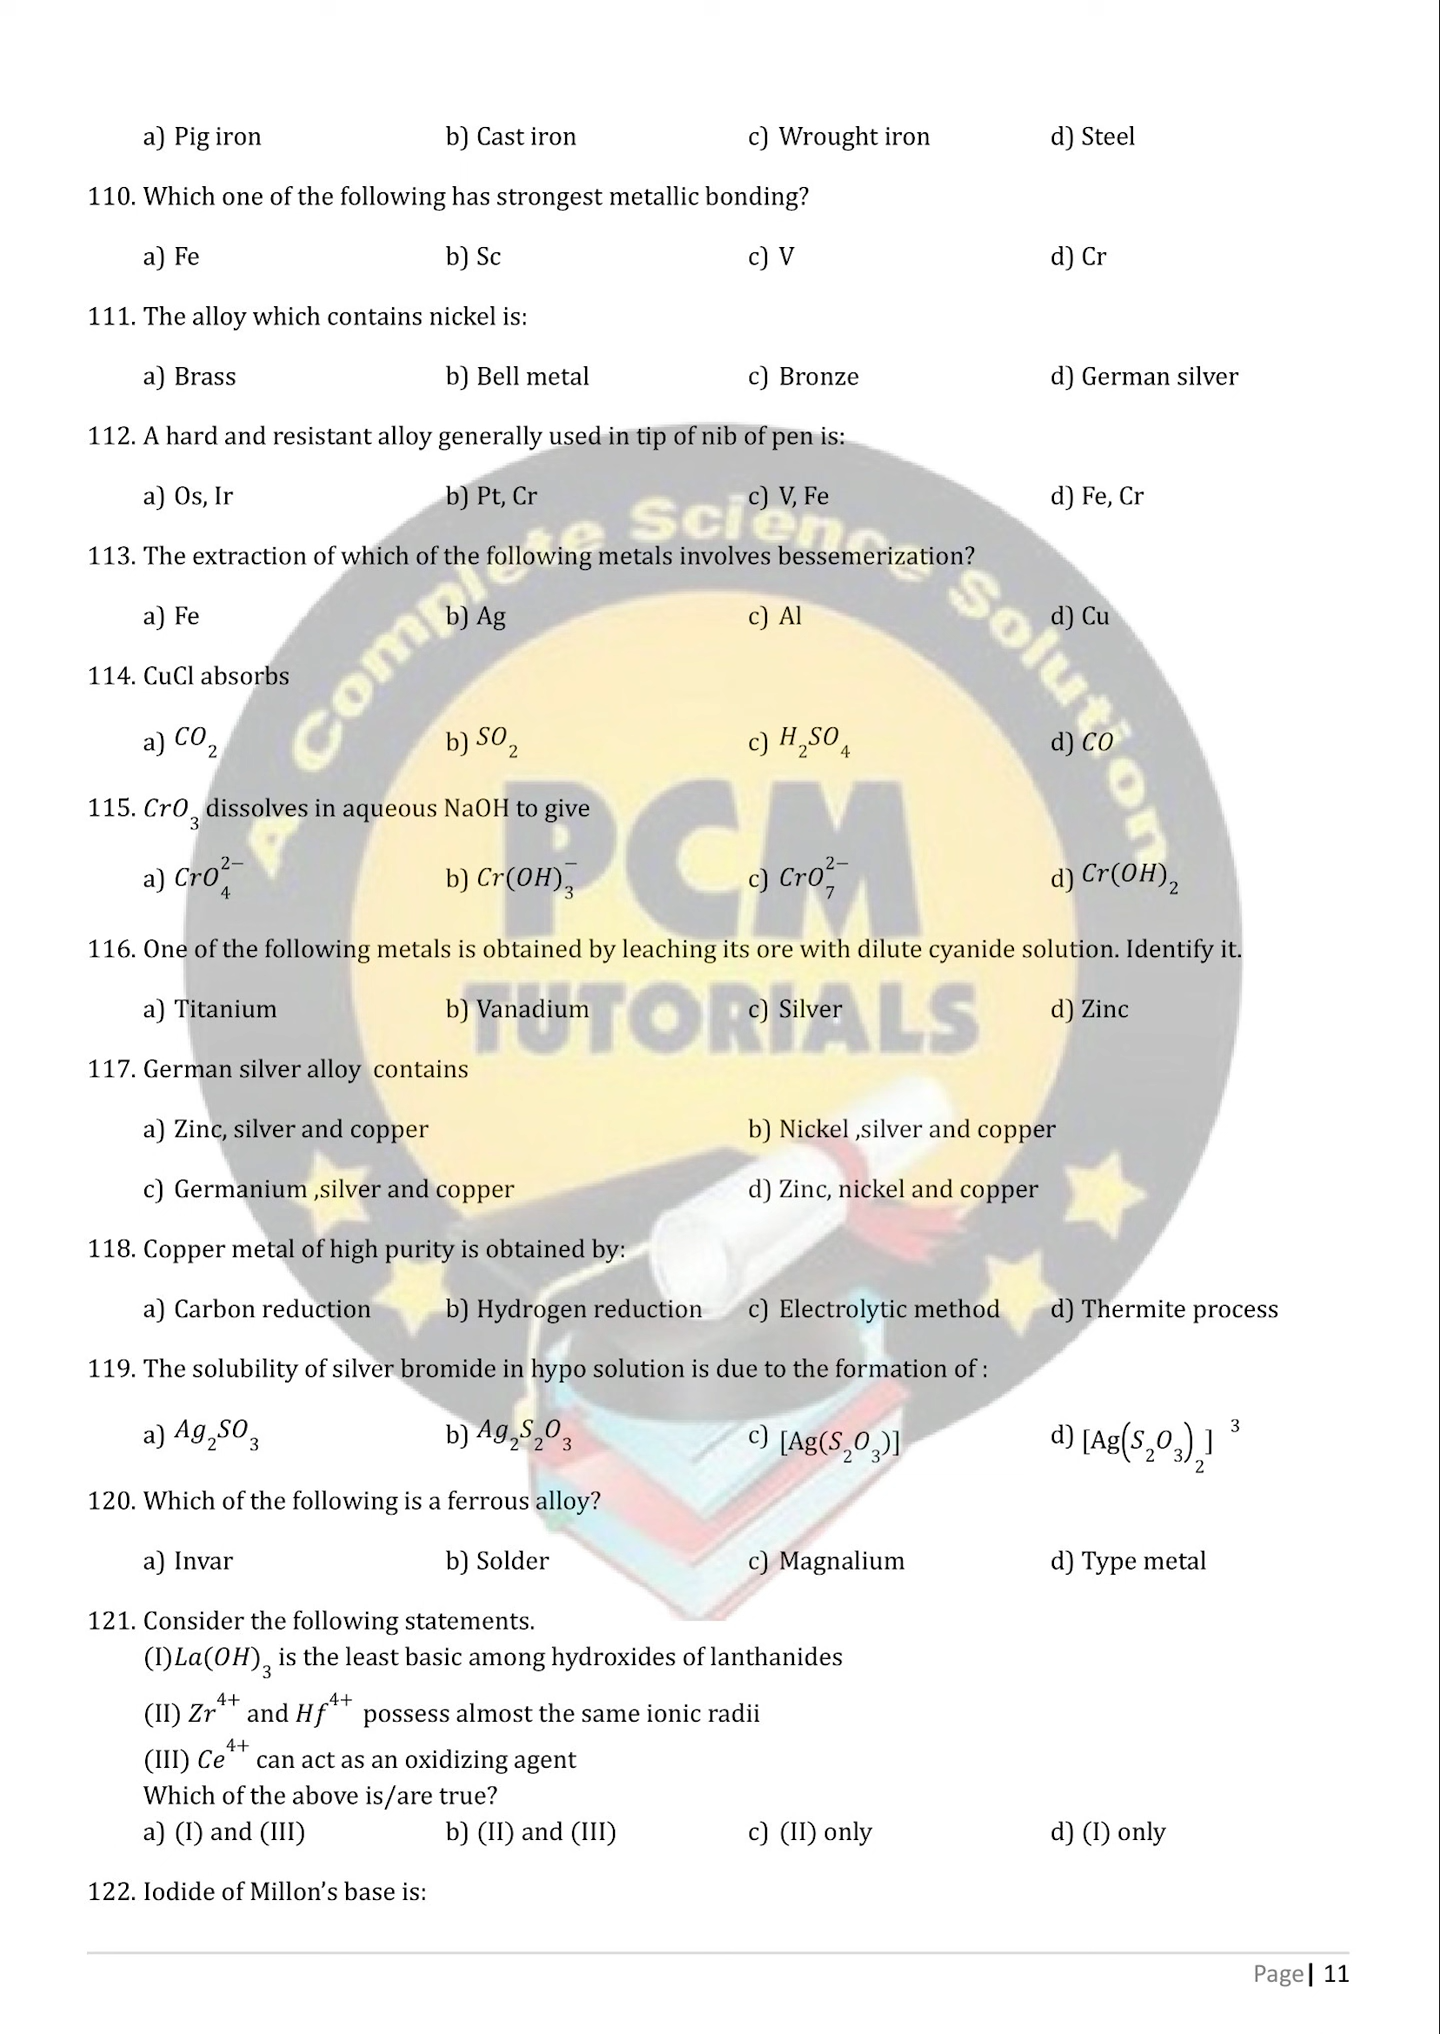 a) Pig iron b) Cast iron c) Wrought iron d) Steel
110. Which one of the following has strongest metallic bonding?
a) Fe b) Sc c) V d) Cr
111. The alloy which contains nickel is:
a) Brass b) Bell metal c) Bronze d) German silver
112. A hard and resistant alloy generally used in tip of nib of pen is:
a) Os, Ir b) Pt, Cr c) V, Fe d) Fe, Cr
113. The extraction of which of the following metals involves bessemerization?
a) Fe b) Ag c) Al d) Cu
114. CuCl absorbs
a) CO₂ b) SO₂ c) H₂SO₄ d) CO
115. CrO₃ dissolves in aqueous NaOH to give
a) CrO₄²⁻ b) Cr(OH)₃⁻ c) CrO₇²⁻ d) Cr(OH)₂
116. One of the following metals is obtained by leaching its ore with dilute cyanide solution. Identify it.
a) Titanium b) Vanadium c) Silver d) Zinc
117. German silver alloy contains
a) Zinc, silver and copper b) Nickel ,silver and copper
c) Germanium ,silver and copper d) Zinc, nickel and copper
118. Copper metal of high purity is obtained by:
a) Carbon reduction b) Hydrogen reduction c) Electrolytic method d) Thermite process
119. The solubility of silver bromide in hypo solution is due to the formation of :
a) Ag₂SO₃ b) Ag₂S₂O₃ c) [Ag(S₂O₃)] d) [Ag(S₂O₃)₂] ³
120. Which of the following is a ferrous alloy?
a) Invar b) Solder c) Magnalium d) Type metal
121. Consider the following statements.
(I)La(OH)₃ is the least basic among hydroxides of lanthanides
(II) Zr⁴⁺ and Hf⁴⁺ possess almost the same ionic radii
(III) Ce⁴⁺ can act as an oxidizing agent
Which of the above is/are true?
a) (I) and (III) b) (II) and (III) c) (II) only d) (I) only
122. Iodide of Millon’s base is:
Page| 11
A Complete Science Solution
PCM
TUTORIALS